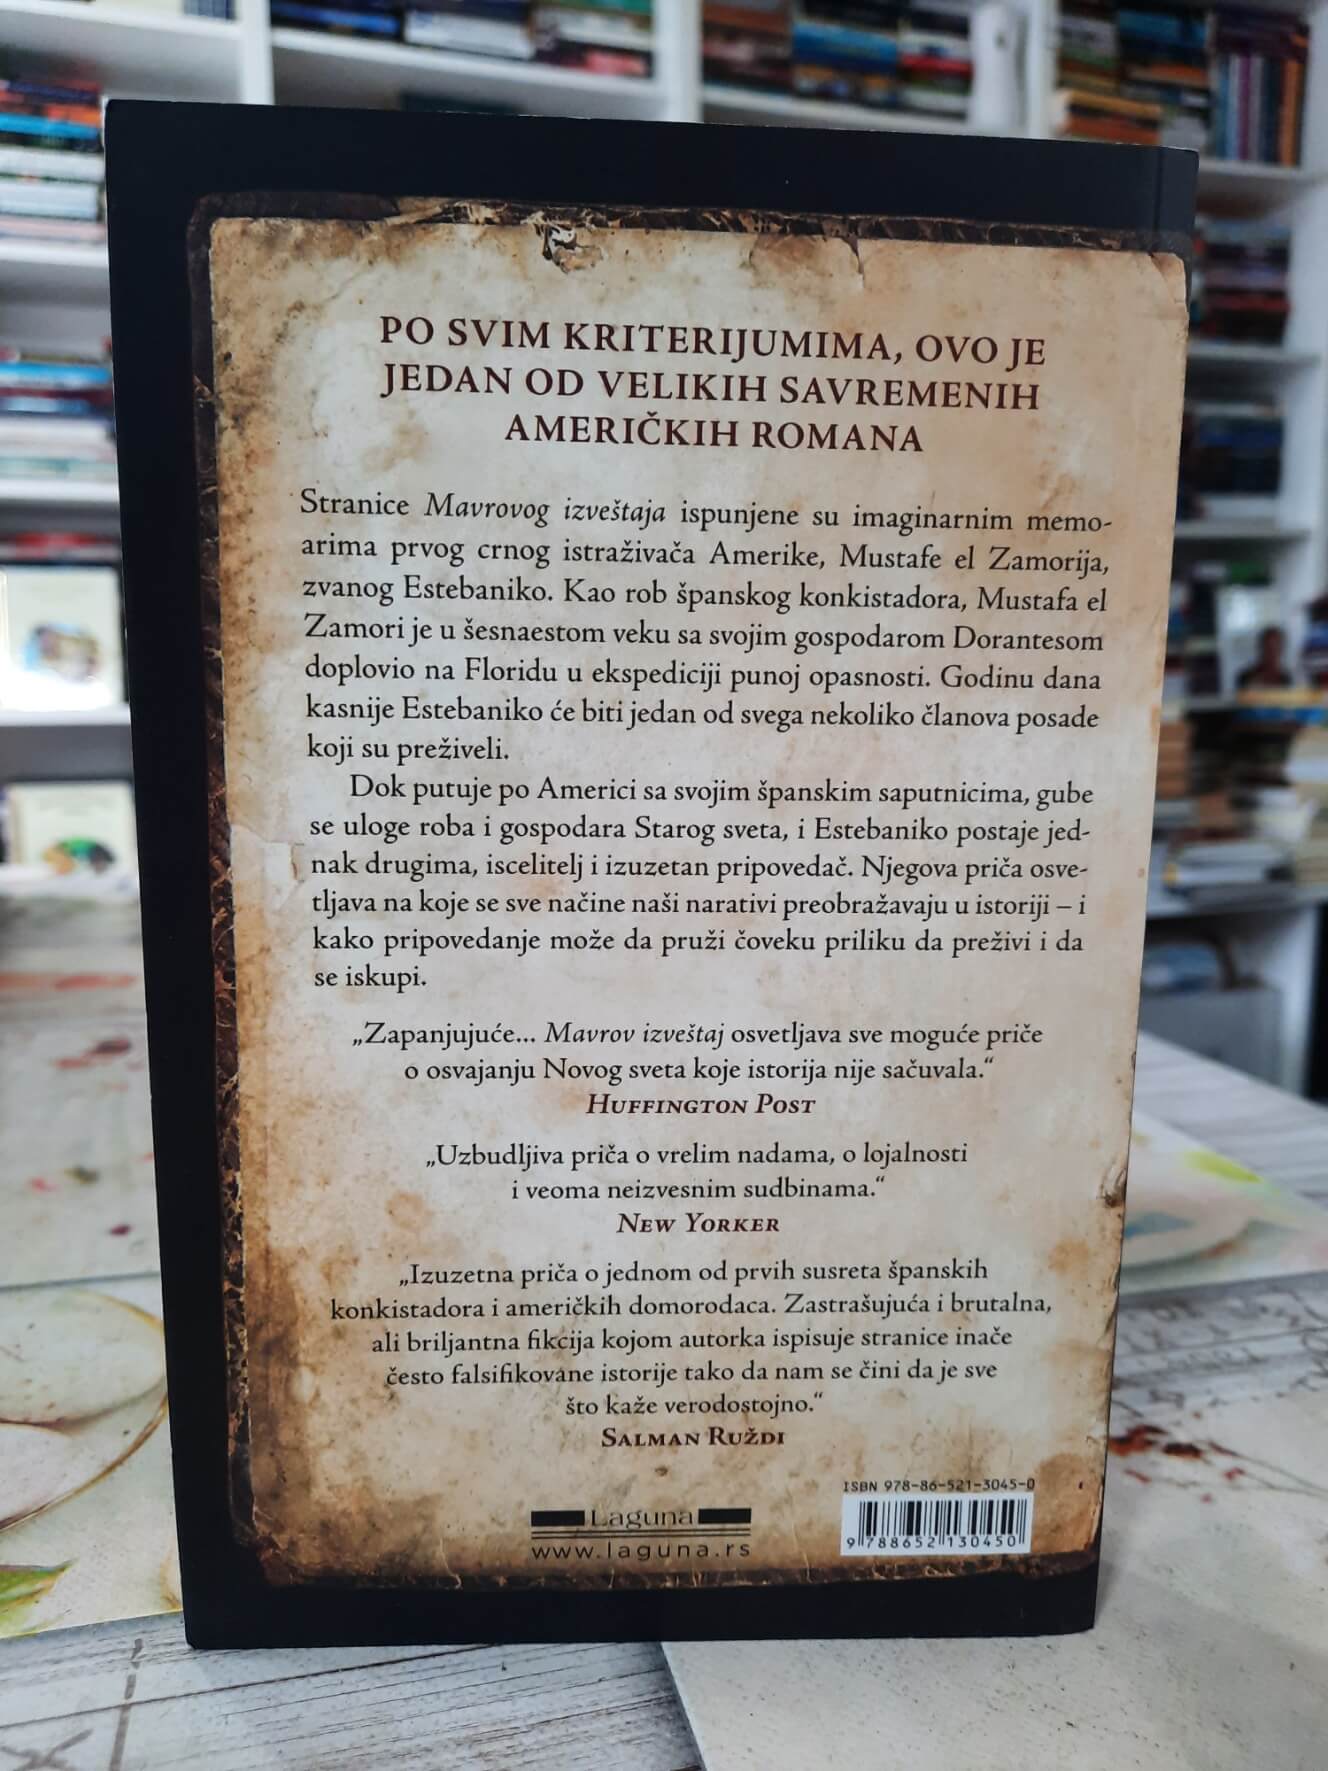 PO SVIM KRITERIJUMIMA, OVO JE
JEDAN OD VELIKIH SAVREMENIH
AMERIČKIH ROMANA
Stranice Mavrovog izveštaja ispunjene su imaginarnim memo-
arima prvog crnog istraživača Amerike, Mustafe el Zamorija,
zvanog Estebaniko. Kao rob španskog konkistadora, Mustafa el
Zamori je u šesnaestom veku sa svojim gospodarom Dorantesom
doplovio na Floridu u ekspediciji punoj opasnosti. Godinu dana
kasnije Estebaniko će biti jedan od svega nekoliko članova posade
koji su preživeli.
Dok putuje po Americi sa svojim španskim saputnicima, gube
se uloge roba i gospodara Starog sveta, i Estebaniko postaje jed-
nak drugima, iscelitelj i izuzetan pripovedač. Njegova priča osve-
tljava na koje se sve načine naši narativi preobražavaju u istoriji – i
kako pripovedanje može da pruži čoveku priliku da preživi i da
se iskupi.
„Zapanjujuće... Mavrov izveštaj osvetljava sve moguće priče
o osvajanju Novog sveta koje istorija nije sačuvala.“
HUFFINGTON POST
„Uzbudljiva priča o vrelim nadama, o lojalnosti
i veoma neizvesnim sudbinama.“
NEW YORKER
„Izuzetna priča o jednom od prvih susreta španskih
konkistadora i američkih domorodaca. Zastrašujuća i brutalna,
ali briljantna fikcija kojom autorka ispisuje stranice inače
često falsifikovane istorije tako da nam se čini da je sve
što kaže verodostojno.“
SALMAN RUŽDI
ISBN 978-86-521-3045-0
Laguna
www.laguna.rs
9 788652 130450